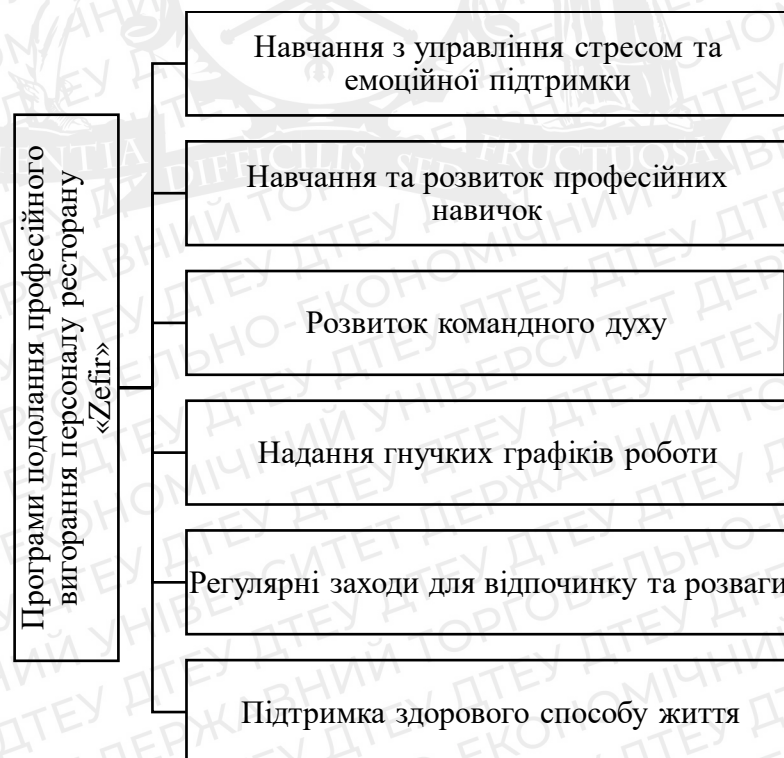 Програми подолання професійного
вигорання персоналу ресторану
«Zefir»
Навчання з управління стресом та
емоційної підтримки
Навчання та розвиток професійних
навичок
Розвиток командного духу
Надання гнучких графіків роботи
Регулярні заходи для відпочинку та розваги
Підтримка здорового способу життя